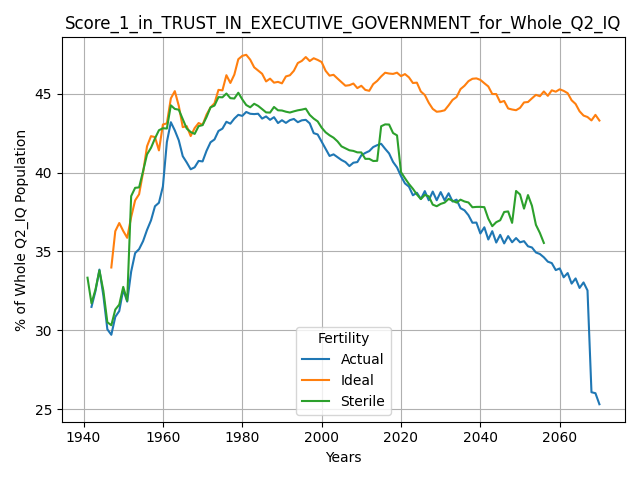 Score_1_in_TRUST_IN_EXECUTIVE_GOVERNMENT_for_Whole_Q2_IQ
% of Whole Q2_IQ Population
45
40
35
30
25
Fertility
Actual
Ideal
Sterile
1940 1960 1980 2000 2020 2040 2060
Years